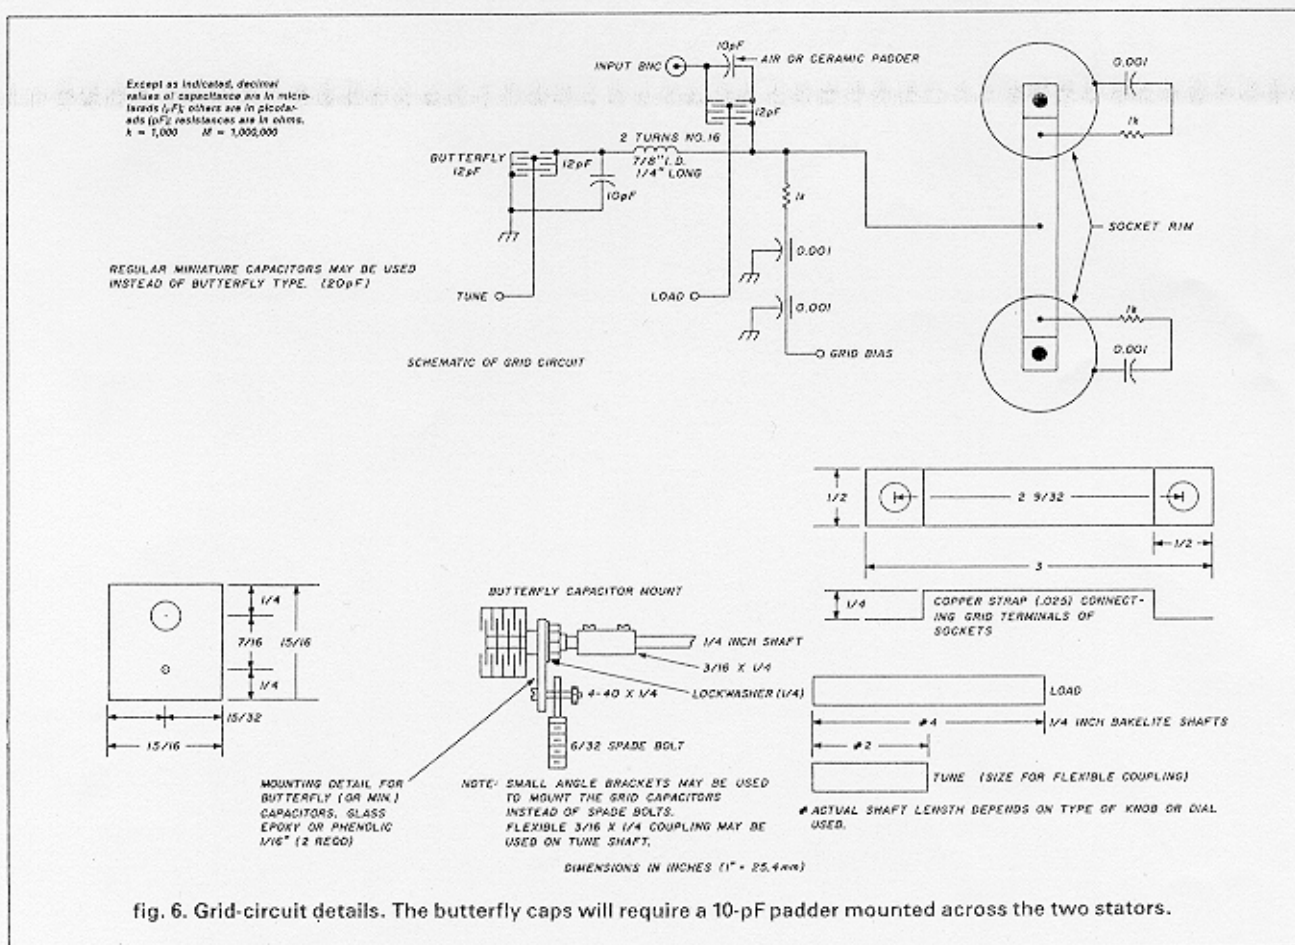 Except as indicated, decimal
values of capacitance are in micro-
farads (μF); others are in picofar-
ads (pF); resistances are in ohms.
k = 1,000 M = 1,000,000
INPUT BNC
10pF
AIR OR CERAMIC PADDER
12pF
2 TURNS NO.16
7/8" I.D.
1/4" LONG
BUTTERFLY
12pF
12pF
10pF
1k
0.001
0.001
TUNE
LOAD
GRID BIAS
0.001
1k
SOCKET RIM
1k
0.001
REGULAR MINIATURE CAPACITORS MAY BE USED
INSTEAD OF BUTTERFLY TYPE. (20pF)
SCHEMATIC OF GRID CIRCUIT
1/2
2 9/32
1/2
3
1/4
COPPER STRAP (.025) CONNECT-
ING GRID TERMINALS OF
SOCKETS
1/4
7/16
15/16
1/4
15/32
15/16
BUTTERFLY CAPACITOR MOUNT
1/4 INCH SHAFT
3/16 X 1/4
LOCKWASHER (1/4)
4-40 X 1/4
6/32 SPADE BOLT
LOAD
#4
1/4 INCH BAKELITE SHAFTS
#2
TUNE (SIZE FOR FLEXIBLE COUPLING)
# ACTUAL SHAFT LENGTH DEPENDS ON TYPE OF KNOB OR DIAL
USED.
MOUNTING DETAIL FOR
BUTTERFLY (OR MIN.)
CAPACITORS, GLASS
EPOXY OR PHENOLIC
1/16" (2 REQD)
NOTE: SMALL ANGLE BRACKETS MAY BE USED
TO MOUNT THE GRID CAPACITORS
INSTEAD OF SPADE BOLTS.
FLEXIBLE 3/16 X 1/4 COUPLING MAY BE
USED ON TUNE SHAFT.
DIMENSIONS IN INCHES (1" = 25.4mm)
fig. 6. Grid-circuit details. The butterfly caps will require a 10-pF padder mounted across the two stators.